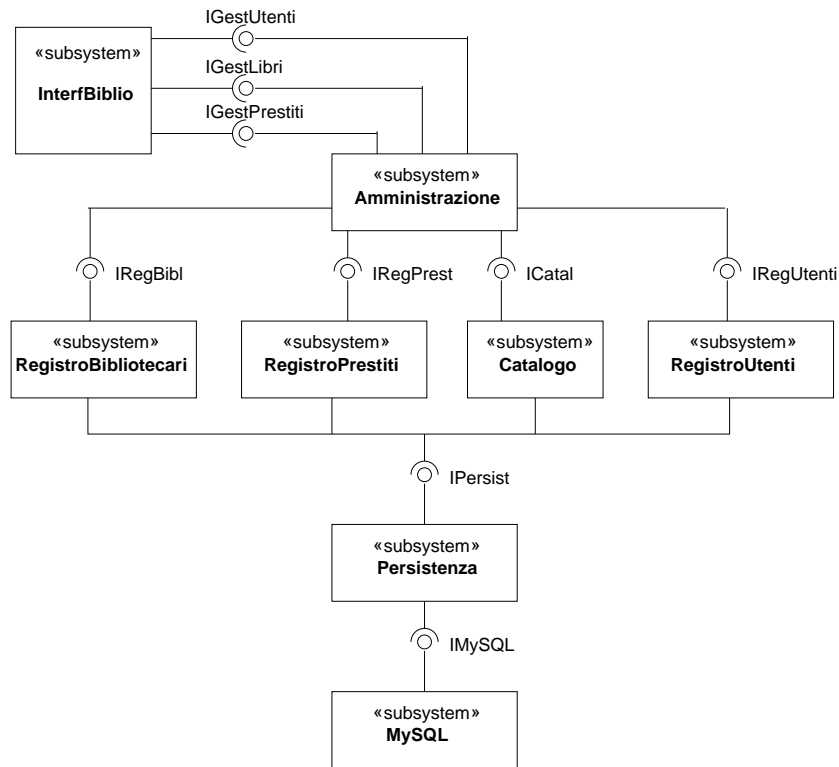 IGestUtenti
«subsystem»
InterfBiblio
IGestLibri
IGestPrestiti
«subsystem»
Amministrazione
IRegBibl
IRegPrest
ICatal
IRegUtenti
«subsystem»
RegistroBibliotecari
«subsystem»
RegistroPrestiti
«subsystem»
Catalogo
«subsystem»
RegistroUtenti
IPersist
«subsystem»
Persistenza
IMySQL
«subsystem»
MySQL